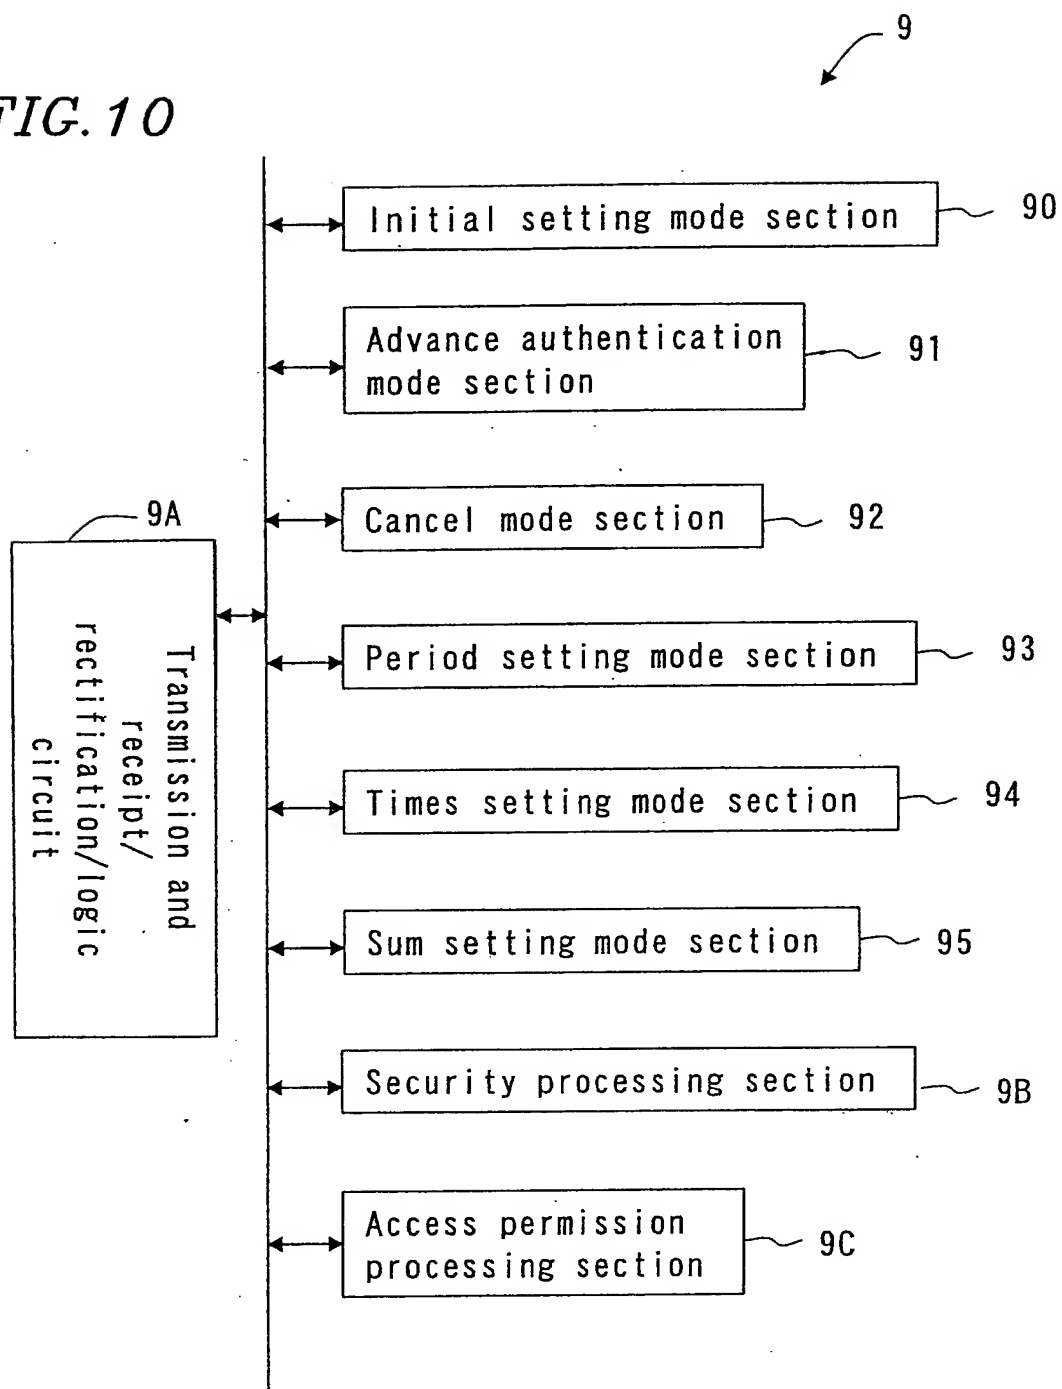 9
FIG. 10
Initial setting mode section
90
Advance authentication
mode section
91
Cancel mode section
92
9A
Transmission and
receipt/
rectification/logic
circuit
Period setting mode section
93
Times setting mode section
94
Sum setting mode section
95
Security processing section
9B
Access permission
processing section
9C